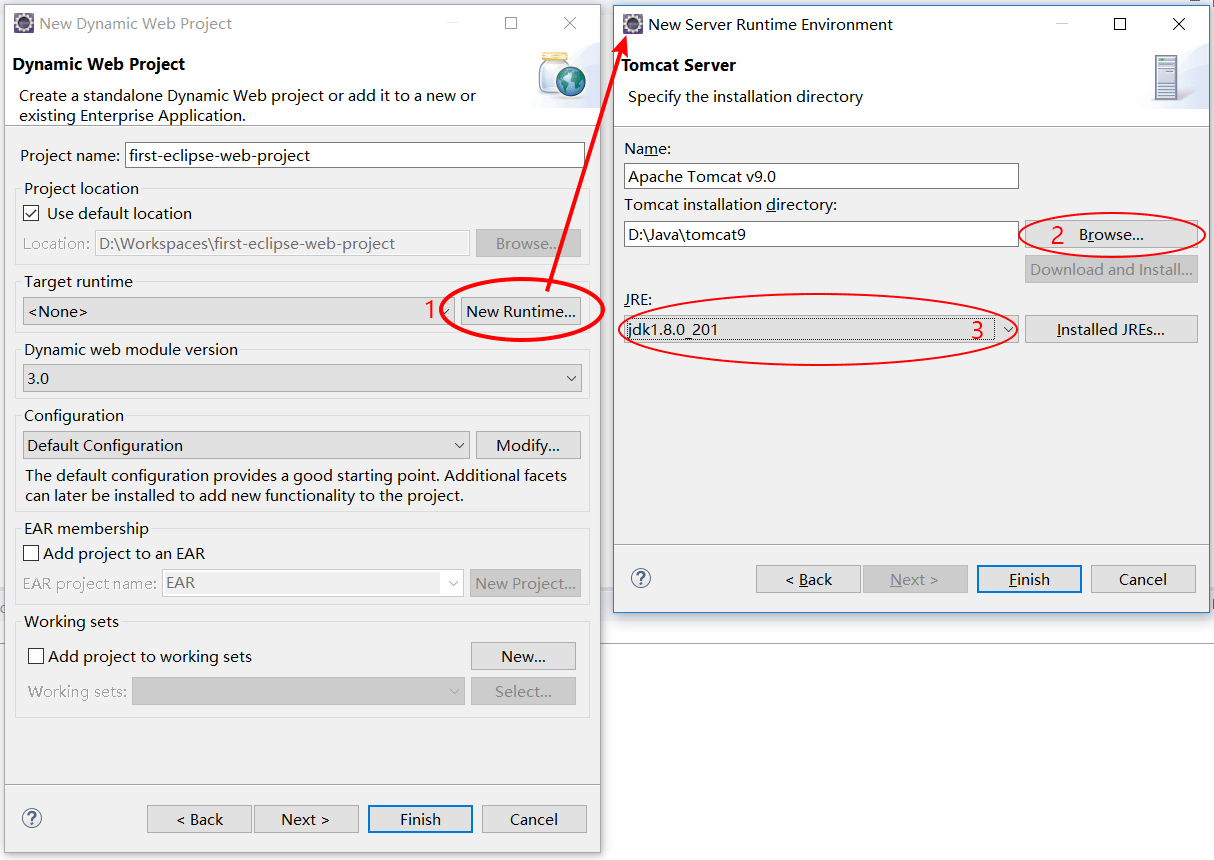 New Dynamic Web Project
Dynamic Web Project
Create a standalone Dynamic Web project or add it to a new or
existing Enterprise Application.
Project name: first-eclipse-web-project
Project location
Use default location
Location: D:\Workspaces\first-eclipse-web-project Browse...
Target runtime
<None> 1 New Runtime...
Dynamic web module version
3.0
Configuration
Default Configuration Modify...
The default configuration provides a good starting point. Additional facets
can later be installed to add new functionality to the project.
EAR membership
Add project to an EAR
EAR project name: EAR New Project...
Working sets
Add project to working sets New...
Working sets: Select...
? < Back Next > Finish Cancel
New Server Runtime Environment
Tomcat Server
Specify the installation directory
Name:
Apache Tomcat v9.0
Tomcat installation directory:
D:\Java\tomcat9 2 Browse...
Download and Install...
JRE:
jdk1.8.0_201 3 Installed JREs...
? < Back Next > Finish Cancel